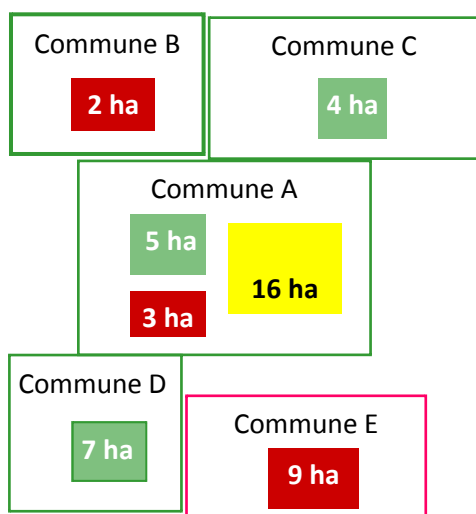 Commune B
2 ha
Commune C
4 ha
Commune A
5 ha
16 ha
3 ha
Commune D
7 ha
Commune E
9 ha